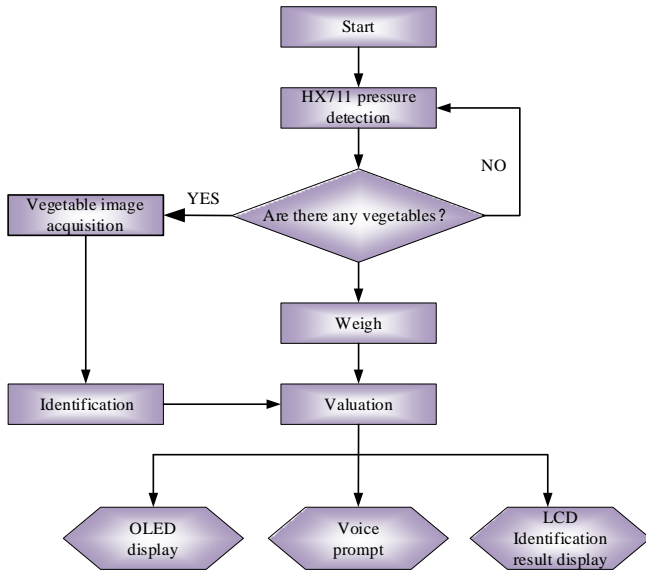 Start
HX711 pressure
detection
NO
YES
Vegetable image
acquisition
Are there any vegetables?
Weigh
Identification
Valuation
OLED
display
Voice
prompt
LCD
Identification
result display